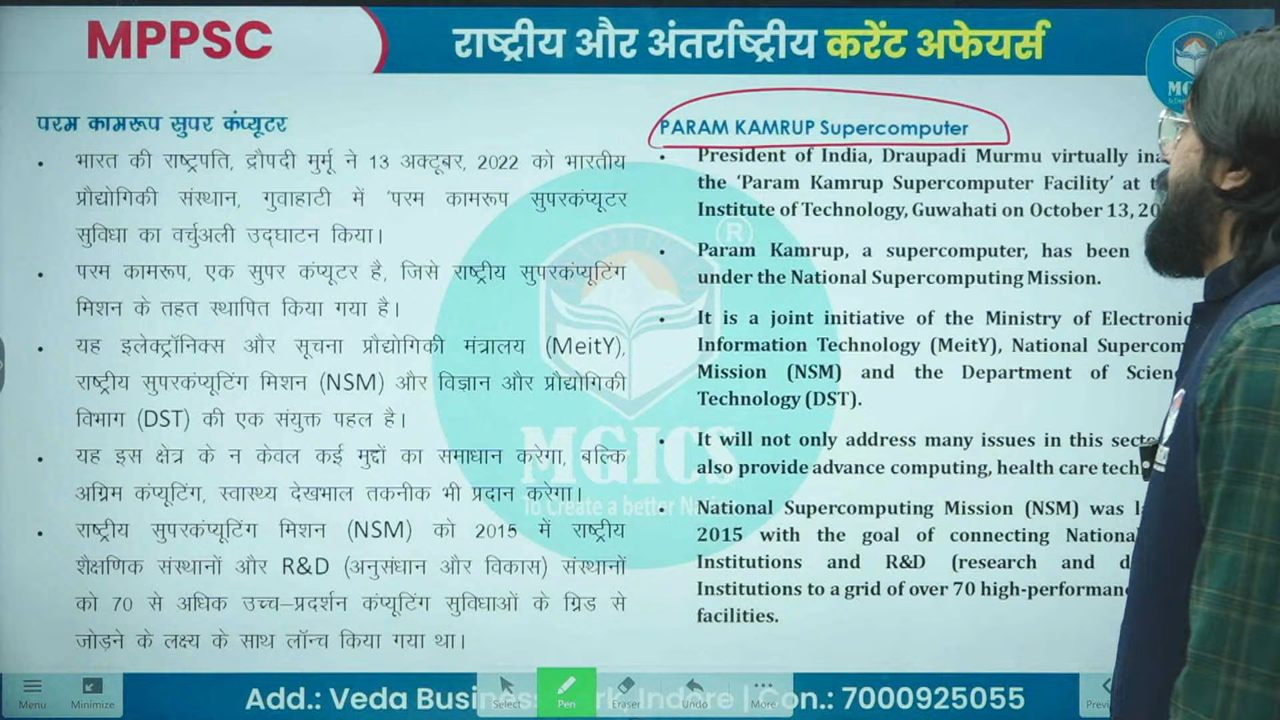 MPPSC
राष्ट्रीय और अंतर्राष्ट्रीय करेंट अफेयर्स
परम कामरूप सुपर कंप्यूटर
• भारत की राष्ट्रपति, द्रौपदी मुर्मू ने 13 अक्टूबर, 2022 को भारतीय
प्रौद्योगिकी संस्थान, गुवाहाटी में 'परम कामरूप सुपरकंप्यूटर
सुविधा का वर्चुअली उद्घाटन किया।
• परम कामरूप, एक सुपर कंप्यूटर है, जिसे राष्ट्रीय सुपरकंप्यूटिंग
मिशन के तहत स्थापित किया गया है।
• यह इलेक्ट्रॉनिक्स और सूचना प्रौद्योगिकी मंत्रालय (MeitY),
राष्ट्रीय सुपरकंप्यूटिंग मिशन (NSM) और विज्ञान और प्रौद्योगिकी
विभाग (DST) की एक संयुक्त पहल है।
• यह इस क्षेत्र के न केवल कई मुद्दों का समाधान करेगा, बल्कि
अग्रिम कंप्यूटिंग, स्वास्थ्य देखभाल तकनीक भी प्रदान करेगा।
• राष्ट्रीय सुपरकंप्यूटिंग मिशन (NSM) को 2015 में राष्ट्रीय
शैक्षणिक संस्थानों और R&D (अनुसंधान और विकास) संस्थानों
को 70 से अधिक उच्च-प्रदर्शन कंप्यूटिंग सुविधाओं के ग्रिड से
जोड़ने के लक्ष्य के साथ लॉन्च किया गया था।
PARAM KAMRUP Supercomputer
• President of India, Draupadi Murmu virtually
the 'Param Kamrup Supercomputer Facility' at
Institute of Technology, Guwahati on October 13,
• Param Kamrup, a supercomputer, has been
under the National Supercomputing Mission.
• It is a joint initiative of the Ministry of
Information Technology (MeitY), National
Mission (NSM) and the Department of
Technology (DST).
• It will not only address many issues in this
also provide advance computing, health care
• National Supercomputing Mission (NSM) was
2015 with the goal of connecting
Institutions and R&D (research and
Institutions to a grid of over 70
facilities.
MGICS
To Create a better
Menu
Minimize
Select
Pen
Eraser
Undo
More
Add.: Veda Indore | Con.: 7000925055